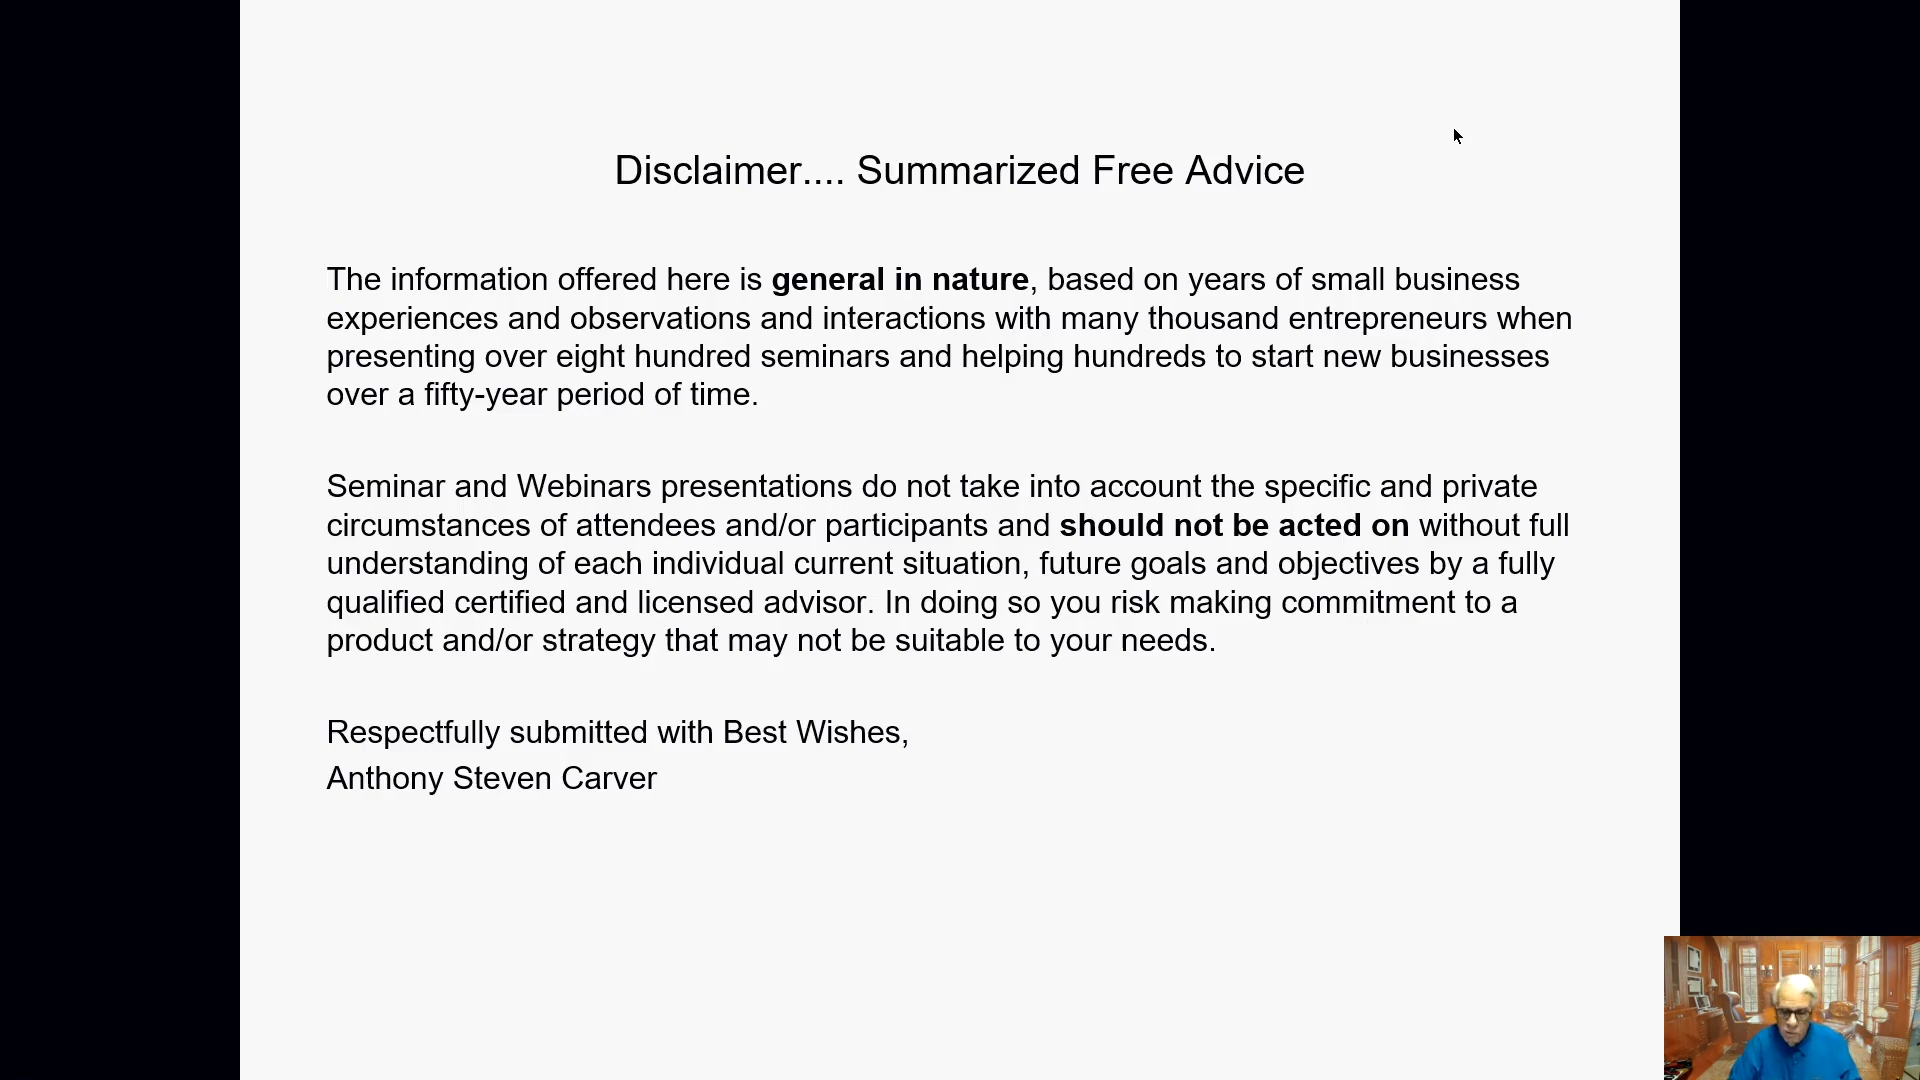 Disclaimer.... Summarized Free Advice
The information offered here is general in nature, based on years of small business
experiences and observations and interactions with many thousand entrepreneurs when
presenting over eight hundred seminars and helping hundreds to start new businesses
over a fifty-year period of time.
Seminar and Webinars presentations do not take into account the specific and private
circumstances of attendees and/or participants and should not be acted on without full
understanding of each individual current situation, future goals and objectives by a fully
qualified certified and licensed advisor. In doing so you risk making commitment to a
product and/or strategy that may not be suitable to your needs.
Respectfully submitted with Best Wishes,
Anthony Steven Carver